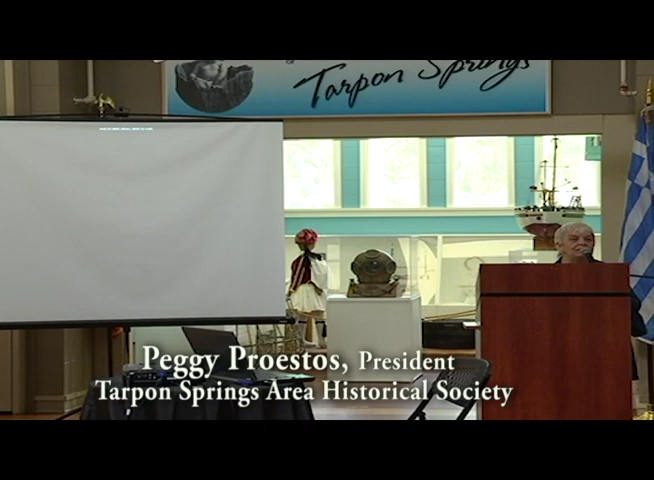 Tarpon Springs
Peggy Proestos, President
Tarpon Springs Area Historical Society